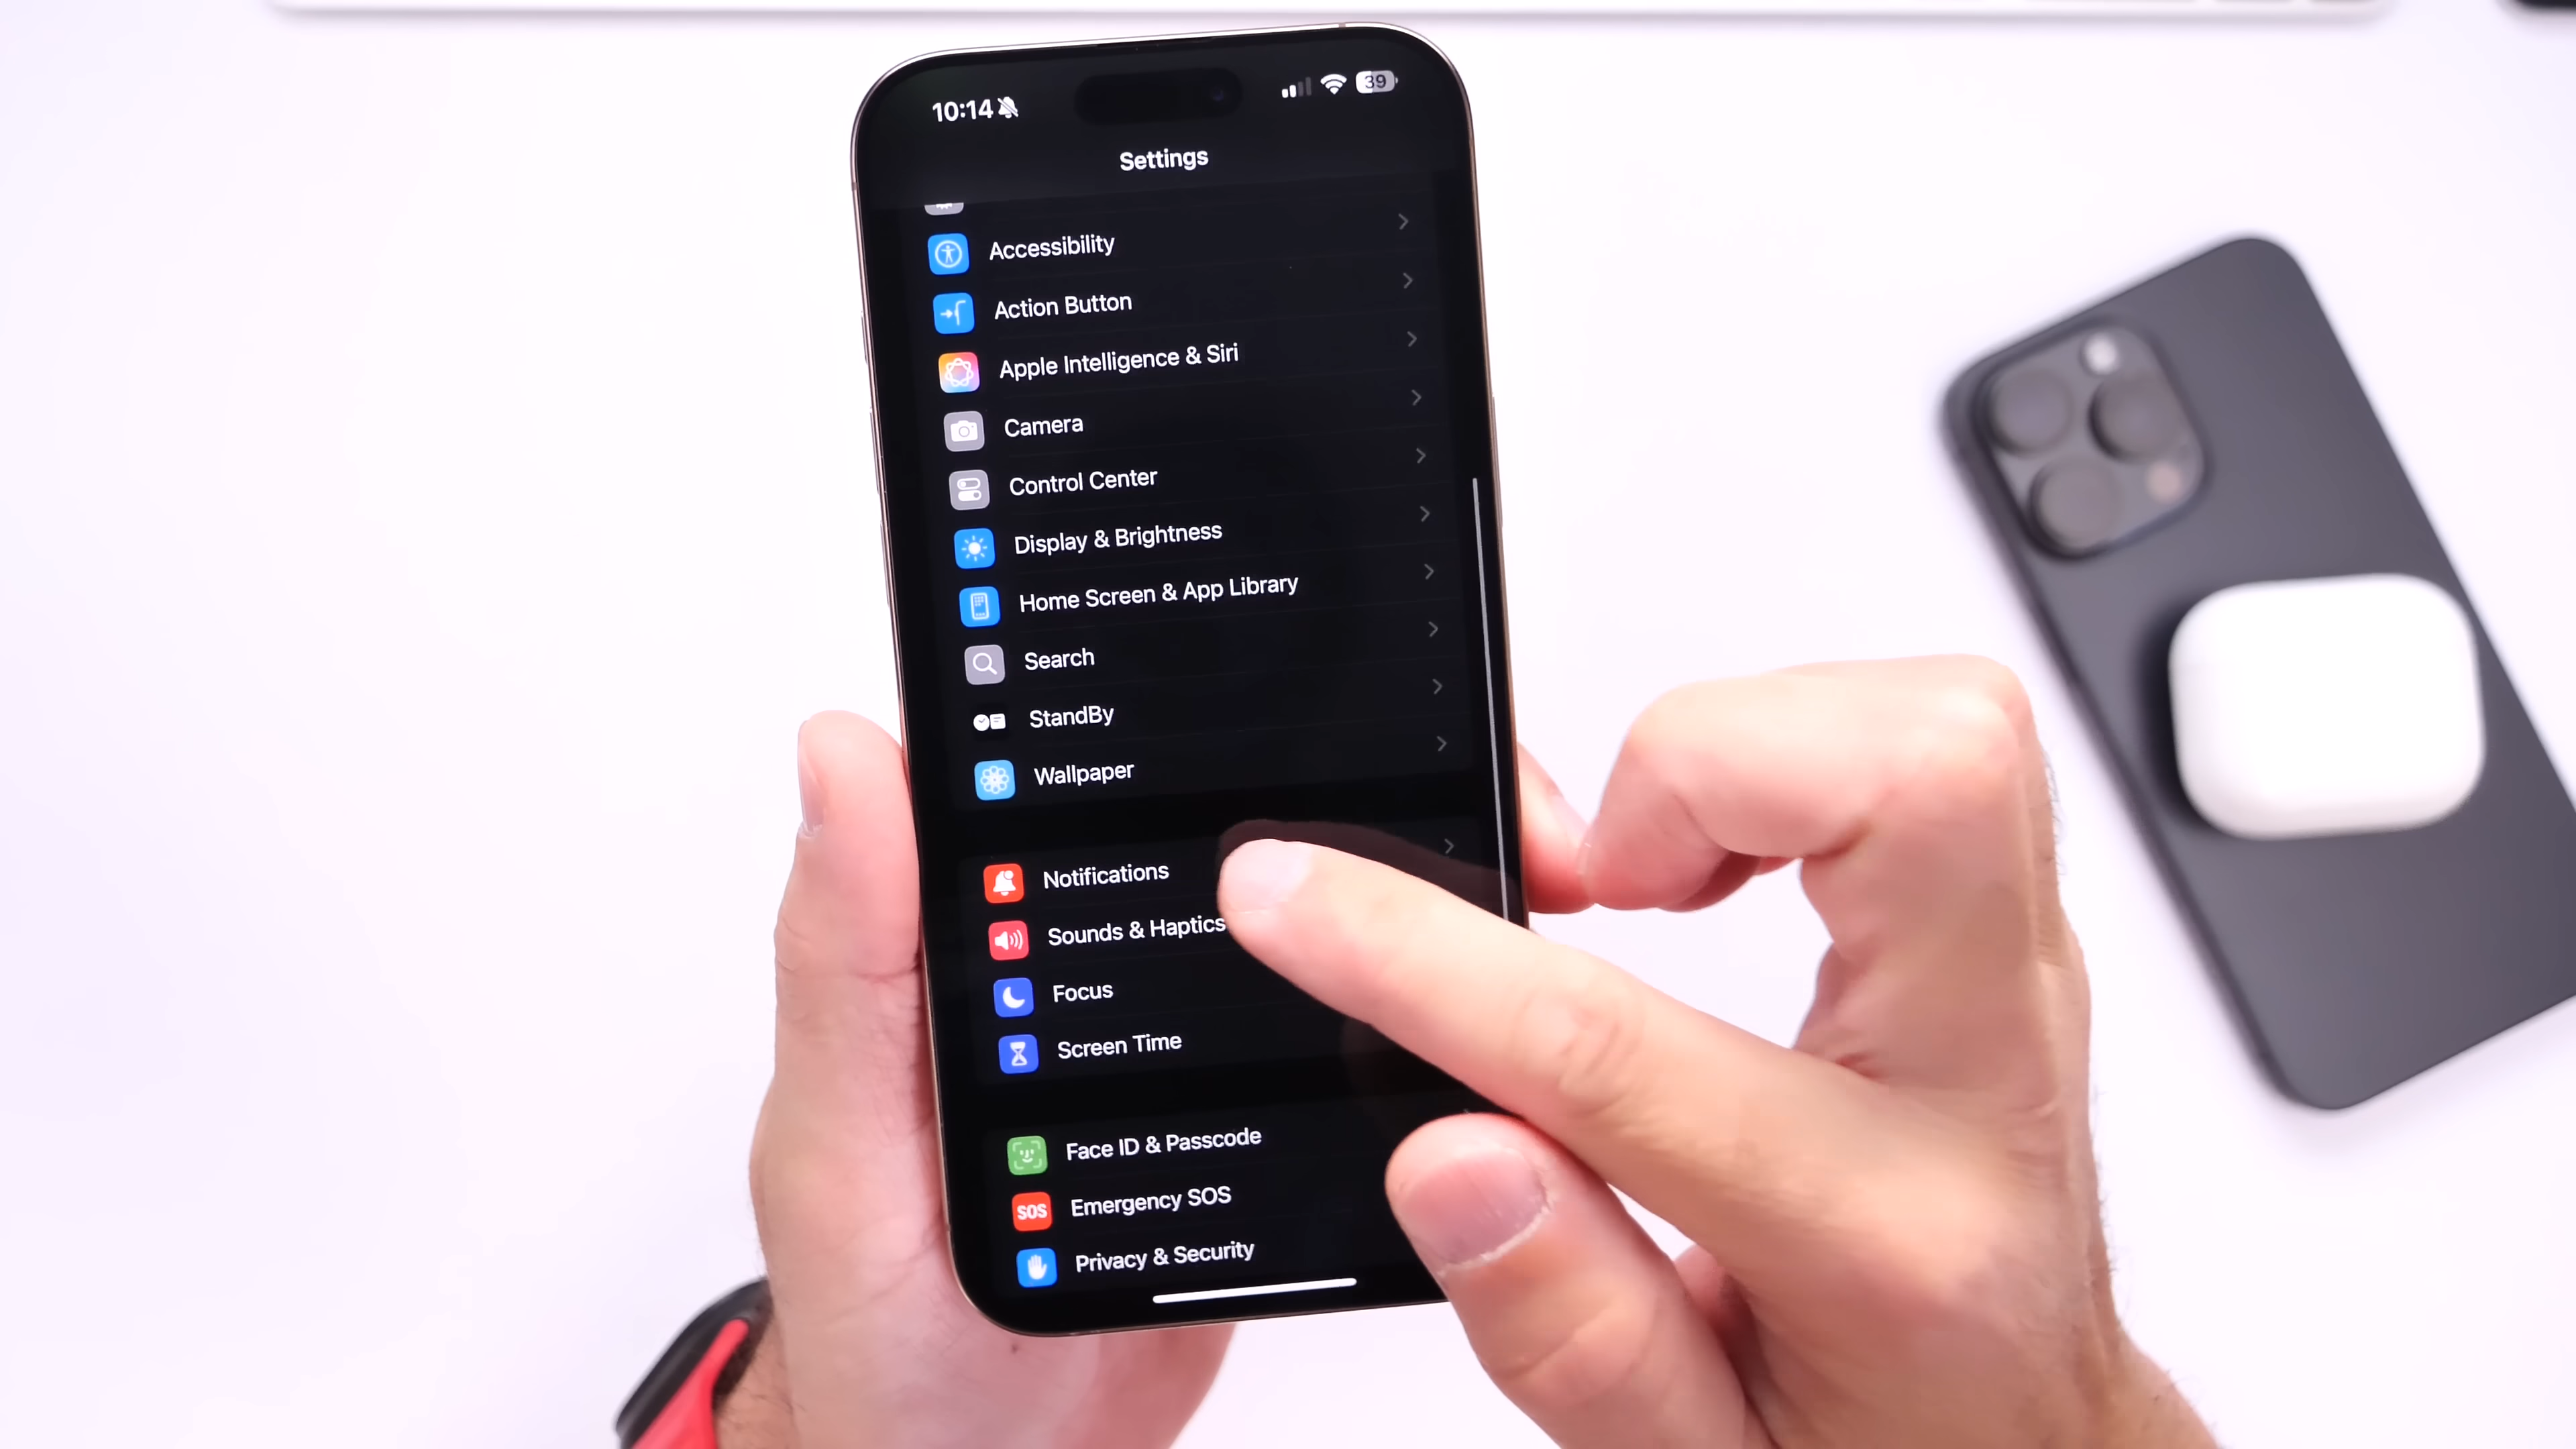 10:14
39
Settings
Accessibility
Action Button
Apple Intelligence & Siri
Camera
Control Center
Display & Brightness
Home Screen & App Library
Search
StandBy
Wallpaper
Notifications
Sounds & Haptics
Focus
Screen Time
Face ID & Passcode
SOS Emergency SOS
Privacy & Security